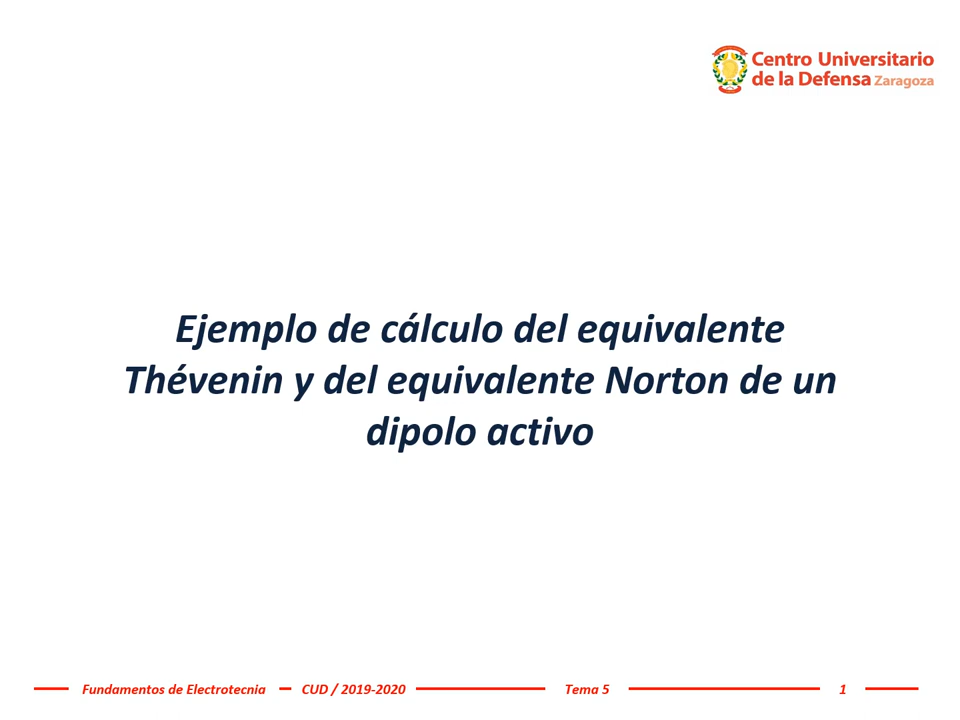 Centro Universitario
de la Defensa Zaragoza
Ejemplo de cálculo del equivalente
Thévenin y del equivalente Norton de un
dipolo activo
Fundamentos de Electrotecnia CUD / 2019-2020 Tema 5 1